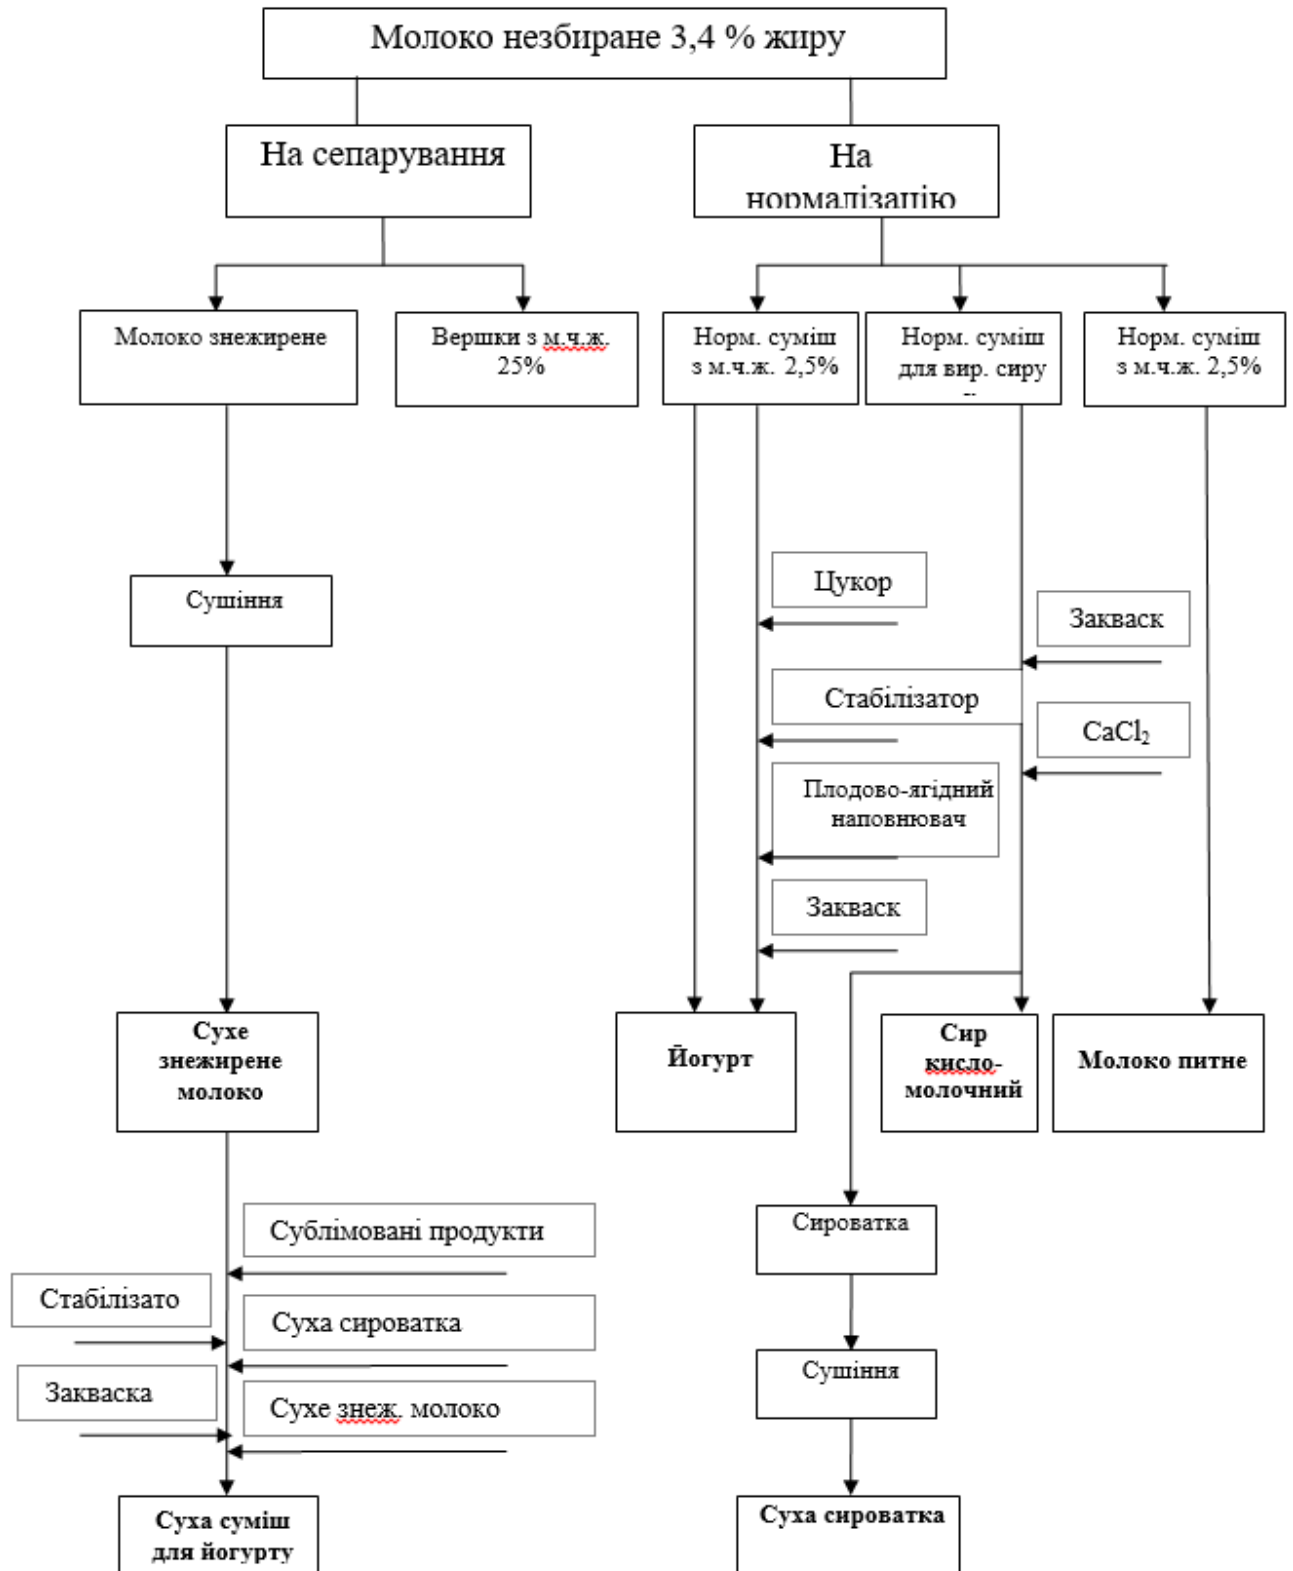 Молоко незбиране 3,4 % жиру
На сепарування
На
нормалізацію
Молоко знежирене
Вершки з м.ч.ж.
25%
Норм. суміш
з м.ч.ж. 2,5%
Норм. суміш
для вир. сиру
Норм. суміш
з м.ч.ж. 2,5%
Сушіння
Цукор
Закваск
Стабілізатор
CaCl₂
Плодово-ягідний
наповнювач
Закваск
Сухе
знежирене
молоко
Йогурт
Сир
кисло-
молочний
Молоко питне
Сублімовані продукти
Сироватка
Стабілізато
Суха сироватка
Сушіння
Закваска
Сухе знеж. молоко
Суха суміш
для йогурту
Суха сироватка